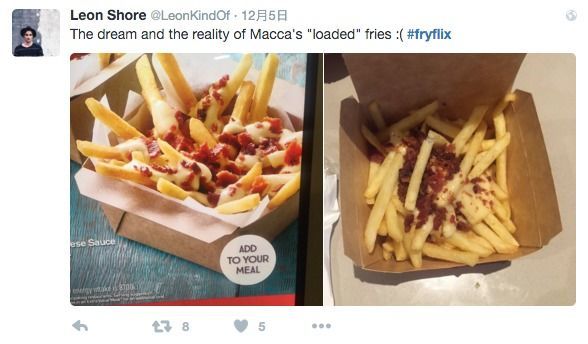 Leon Shore @LeonKindOf · 12月5日
The dream and the reality of Macca's "loaded" fries :( #fryflix
ese Sauce
ADD
TO YOUR
MEAL
8 5